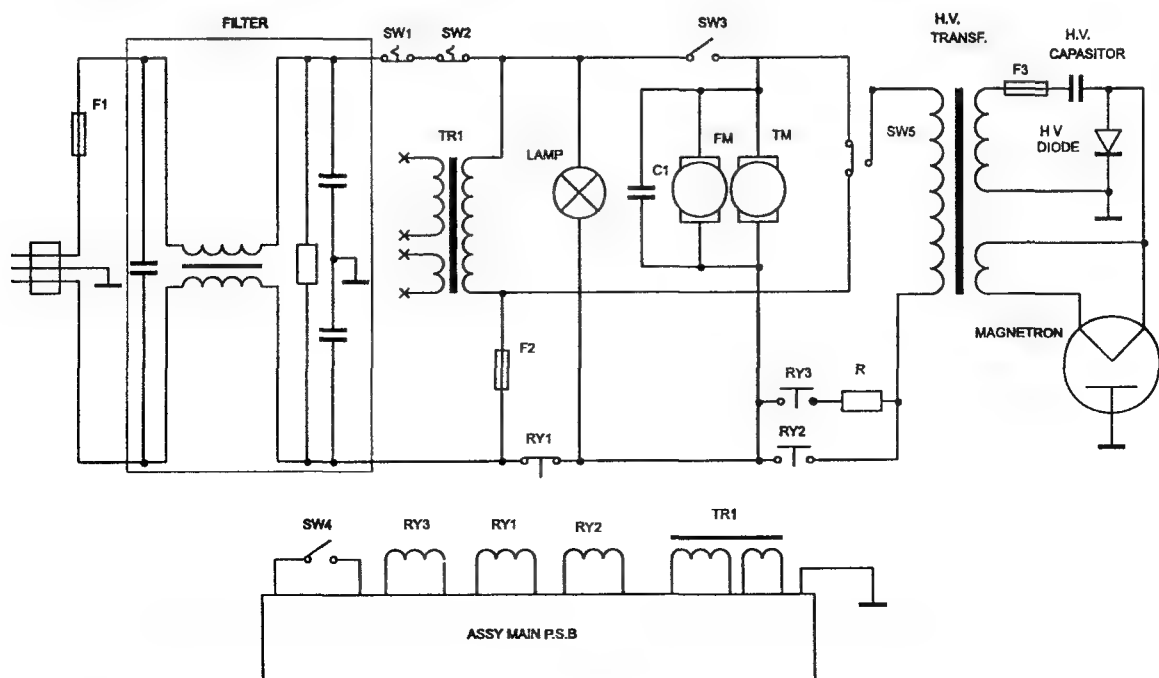 FILTER
SW1
SW2
SW3
H.V.
TRANSF.
H.V.
CAPASITOR
F1
F3
TR1
LAMP
C1
FM
TM
SW5
H V
DIODE
F2
MAGNETRON
RY3
R
RY1
RY2
SW4
RY3
RY1
RY2
TR1
ASSY MAIN P.S.B